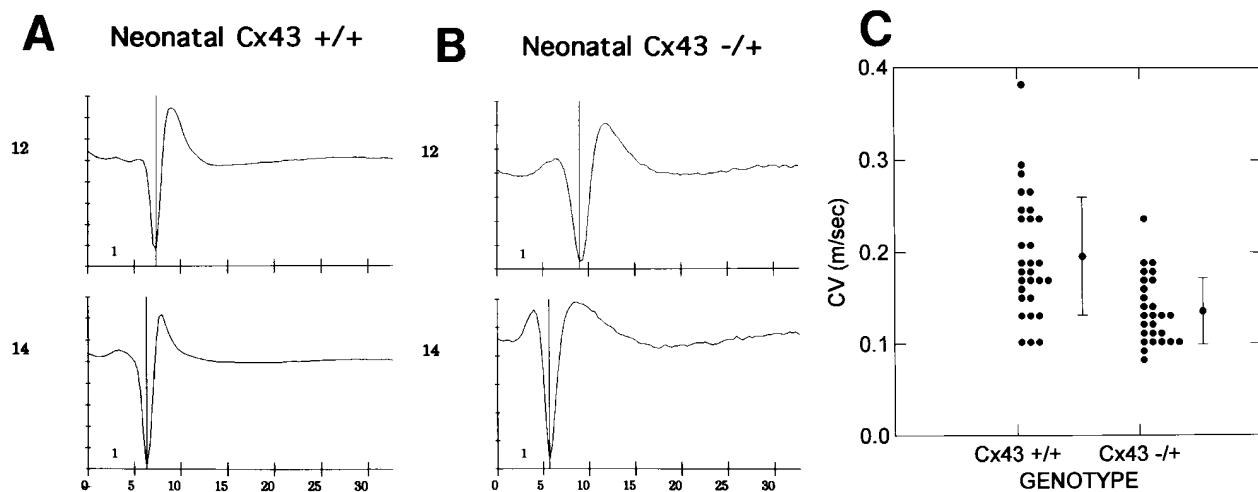 A Neonatal Cx43 +/+
12
1
14
1
0 5 10 15 20 25 30
B Neonatal Cx43 -/+
12
1
14
1
0 5 10 15 20 25 30
C
0.4
0.3
0.2
0.1
0.0
CV (m/sec)
Cx43 +/+ Cx43 -/+
GENOTYPE